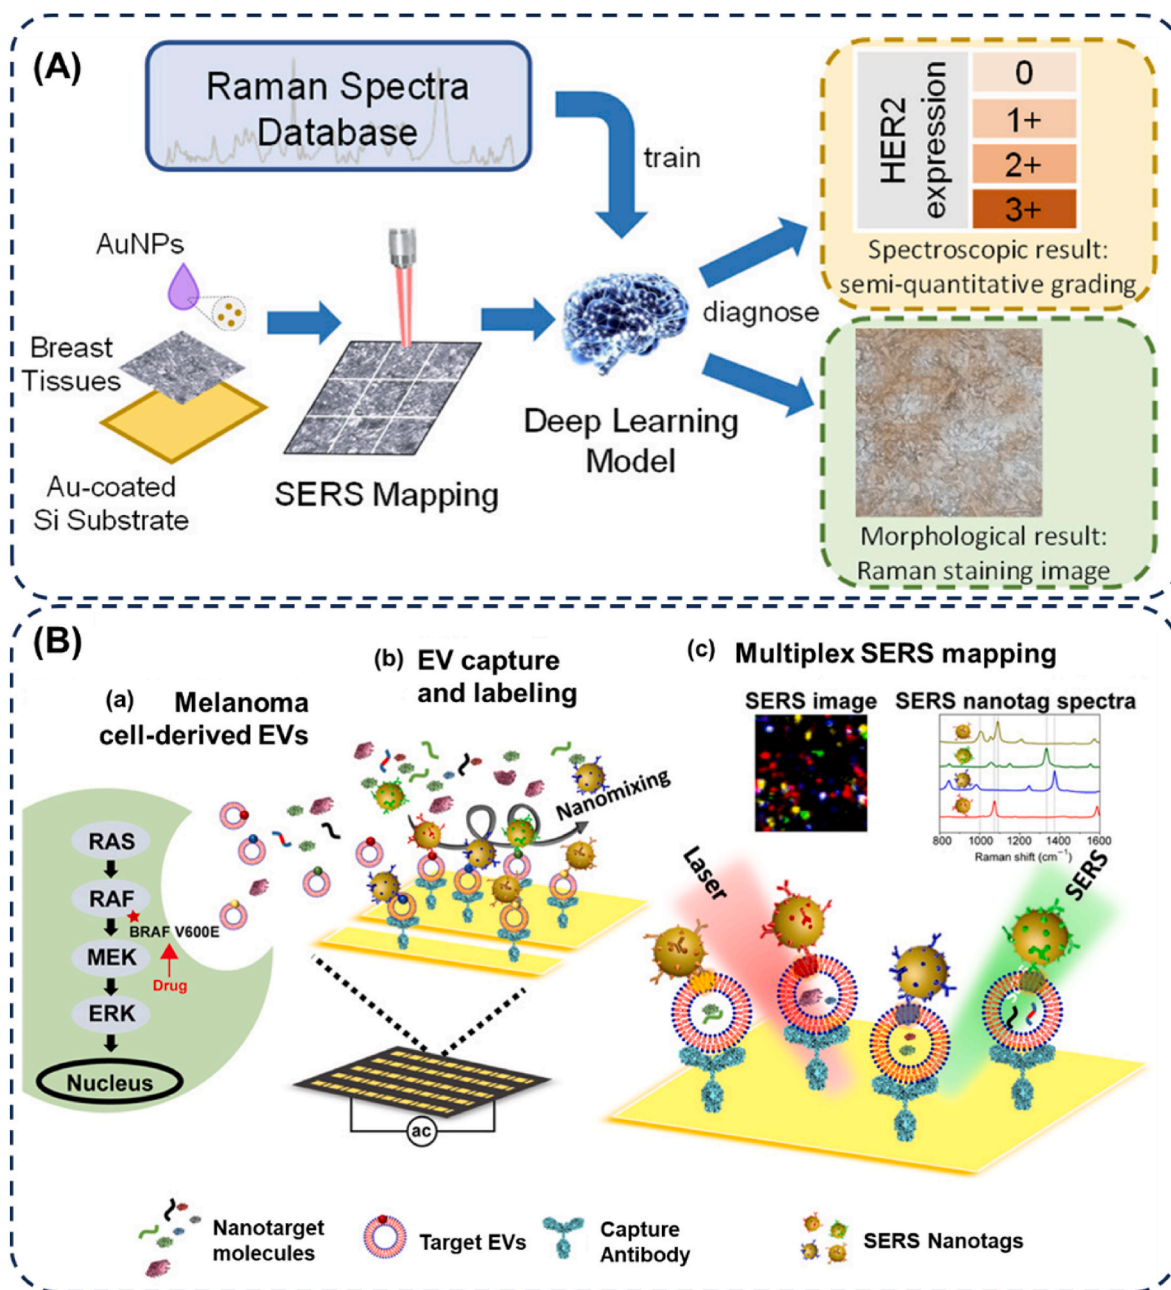 (A)
Raman Spectra
Database
train
HER2
expression
0
1+
2+
3+
Spectroscopic result:
semi-quantitative grading
AuNPs
Breast
Tissues
Au-coated
Si Substrate
SERS Mapping
Deep Learning
Model
diagnose
Morphological result:
Raman staining image
(B)
(a) Melanoma
cell-derived EVs
RAS
RAF
BRAF V600E
MEK
Drug
ERK
Nucleus
(b) EV capture
and labeling
Nanomixing
ac
(c) Multiplex SERS mapping
SERS image
SERS nanotag spectra
800 1000 1200 1400 1600
Raman shift (cm⁻¹)
Laser
SERS
Nanotarget
molecules
Target EVs
Capture
Antibody
SERS Nanotags